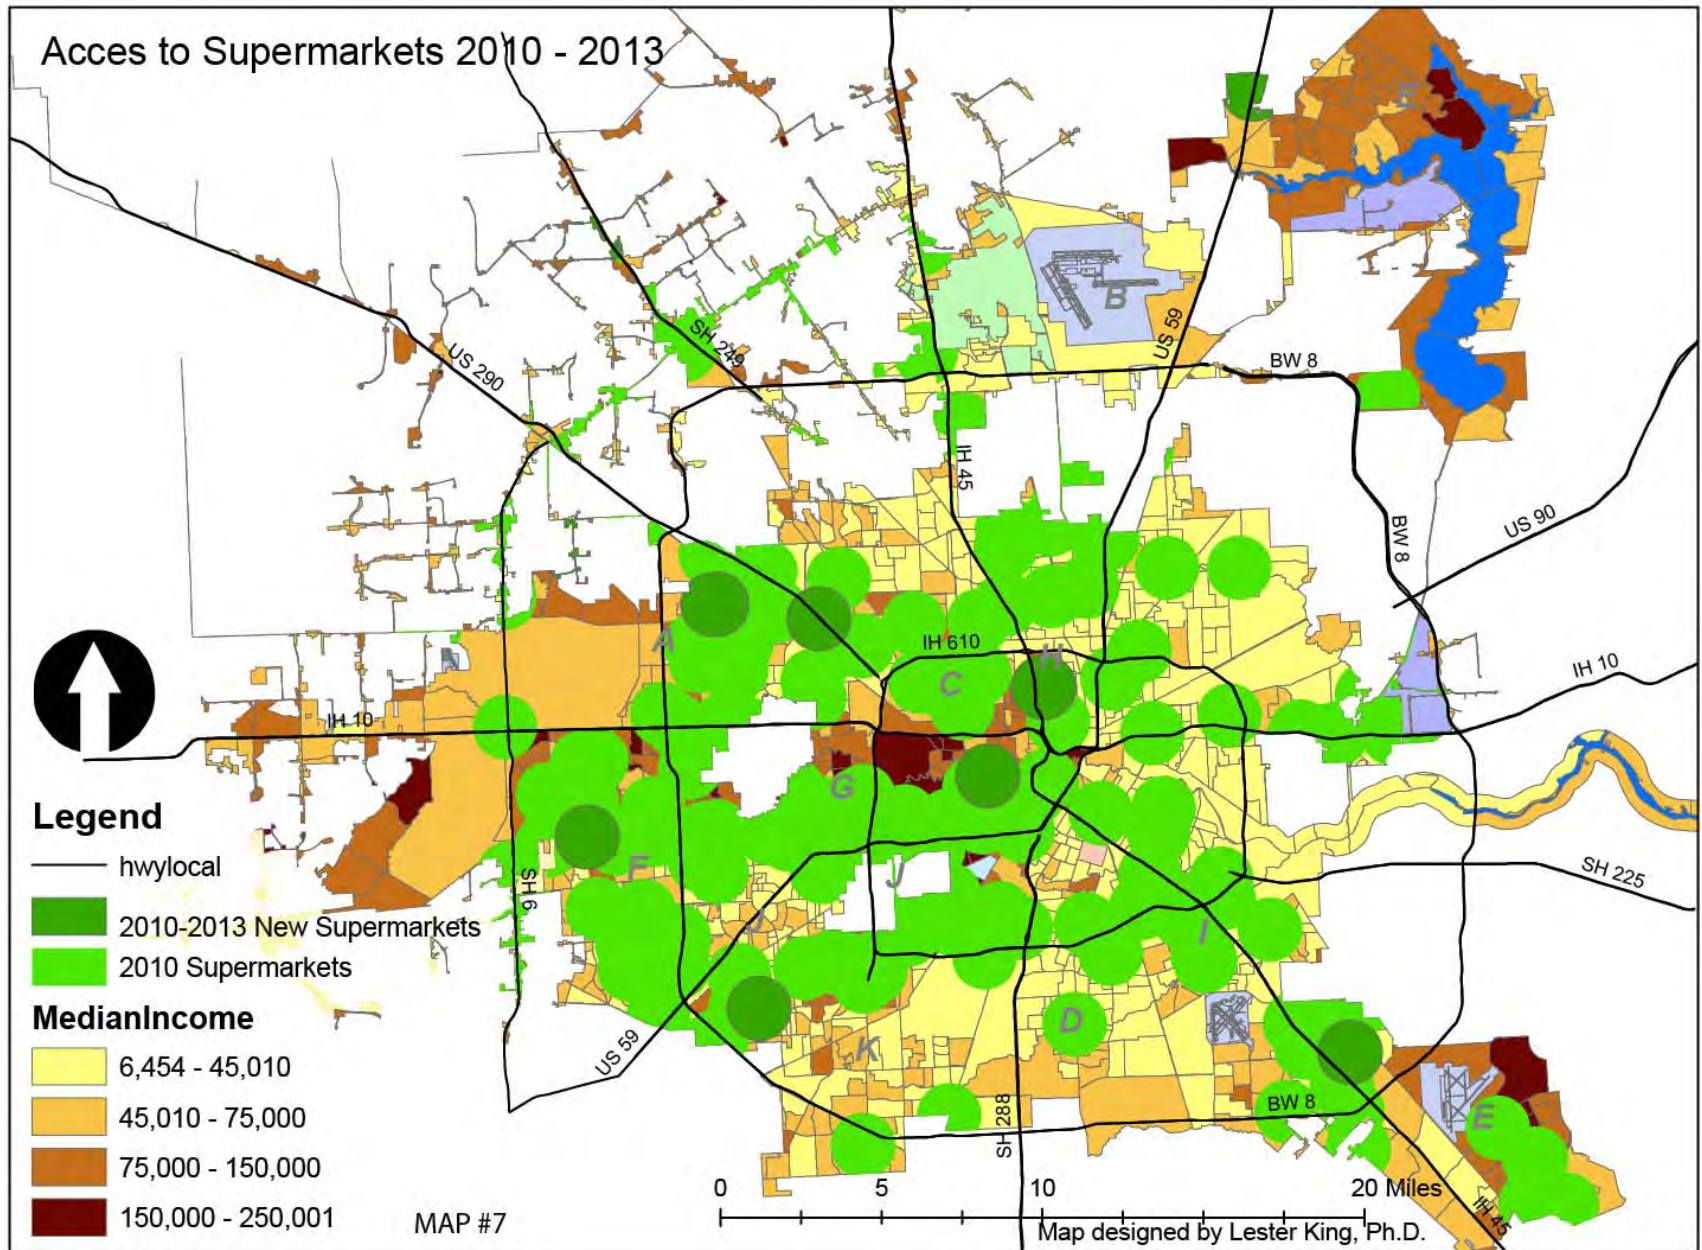 Acces to Supermarkets 2010 - 2013
B
US 59
BW 8
SH 249
US 290
IH 45
BW 8
US 90
A
IH 610
H
C
IH 10
IH 10
G
Legend
hwylocal
2010-2013 New Supermarkets
2010 Supermarkets
F
J
SH 6
SH 225
J
I
MedianIncome
6,454 - 45,010
45,010 - 75,000
75,000 - 150,000
150,000 - 250,001
D
K
US 59
SH 288
BW 8
E
IH 45
0 5 10 20 Miles
MAP #7
Map designed by Lester King, Ph.D.